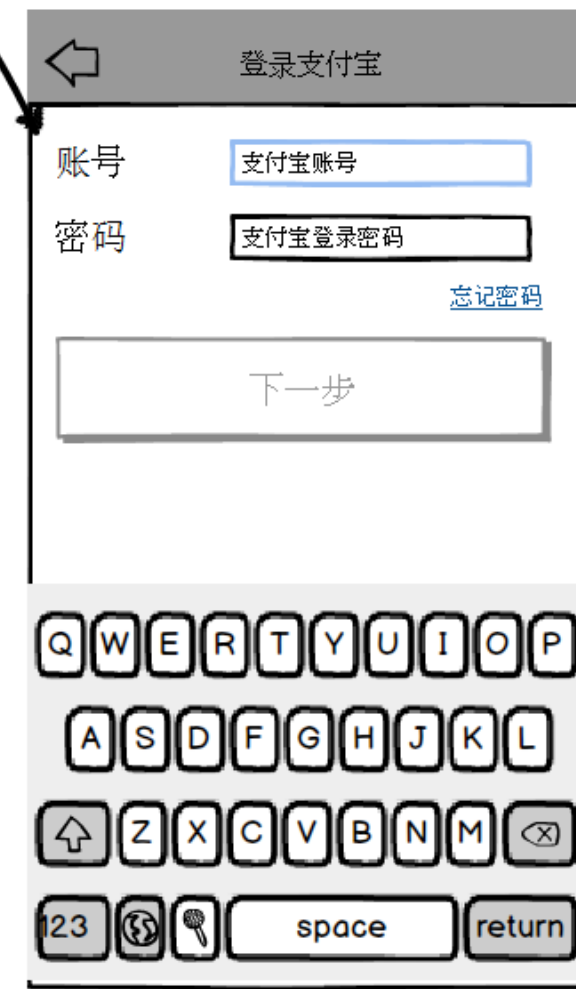 登录支付宝
账号 支付宝账号
密码 支付宝登录密码
忘记密码
下一步
Q W E R T Y U I O P
A S D F G H J K L
Z X C V B N M
123 space return